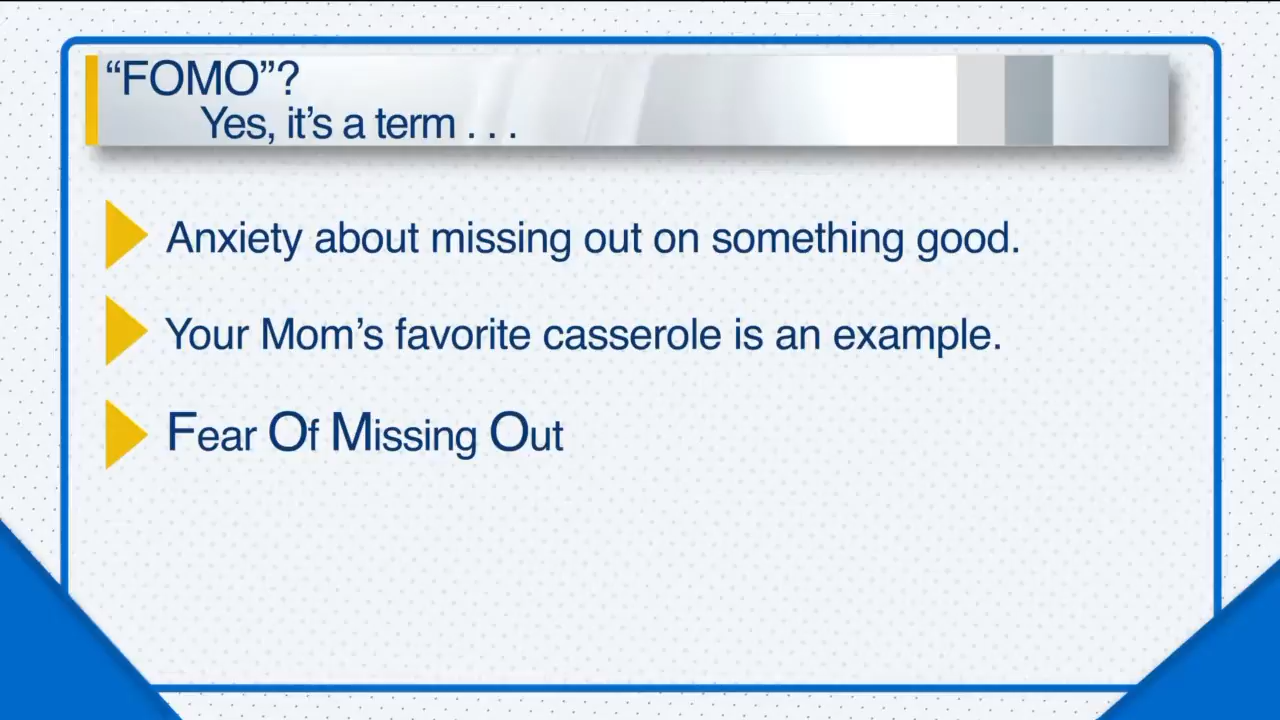 “FOMO”?
Yes, it’s a term . . .
Anxiety about missing out on something good.
Your Mom’s favorite casserole is an example.
Fear Of Missing Out